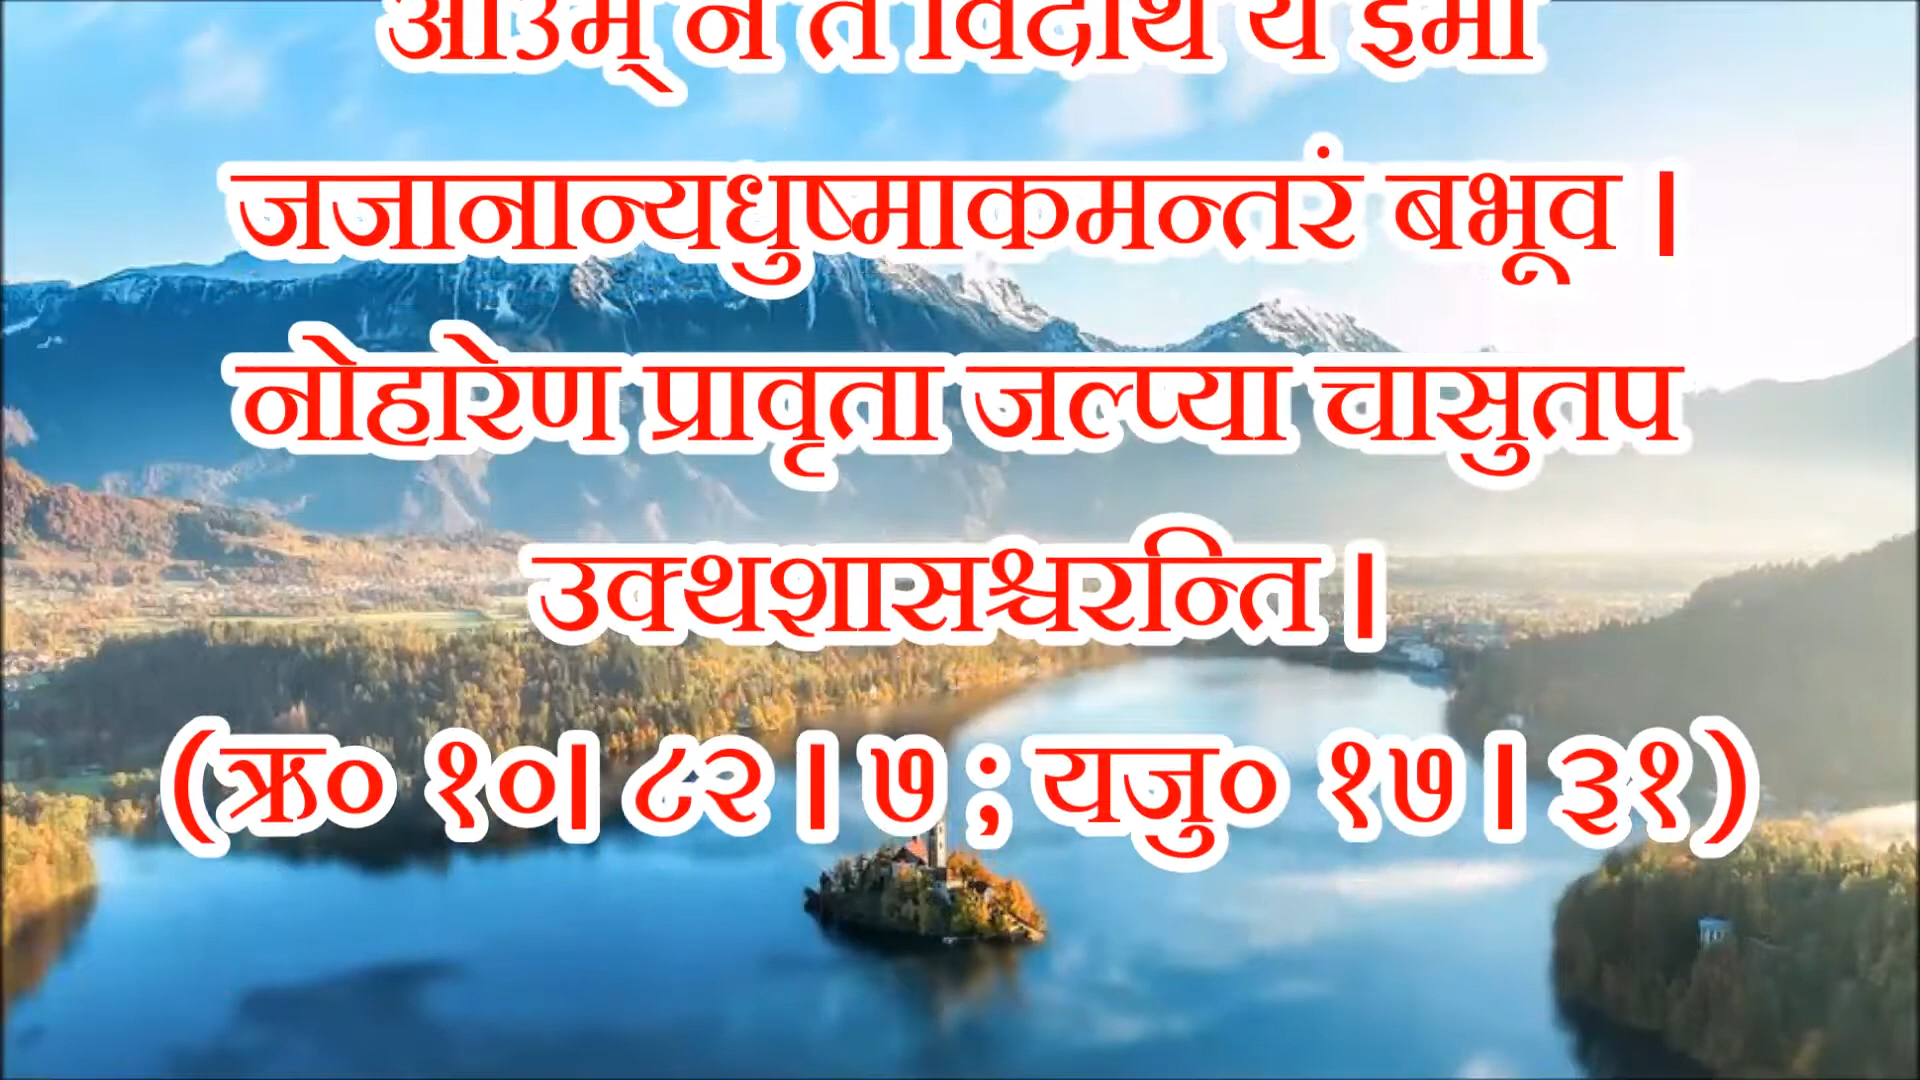 आउम् न त विदाथ य इमा
जजानान्यधुष्माकमन्तरं बभूव ।
नोहारेण प्रावृता जल्प्या चासुतप
उक्थशासश्चरन्ति ।
(ऋ० १०। ८२ । ७ ; यजु० १७ । ३१)